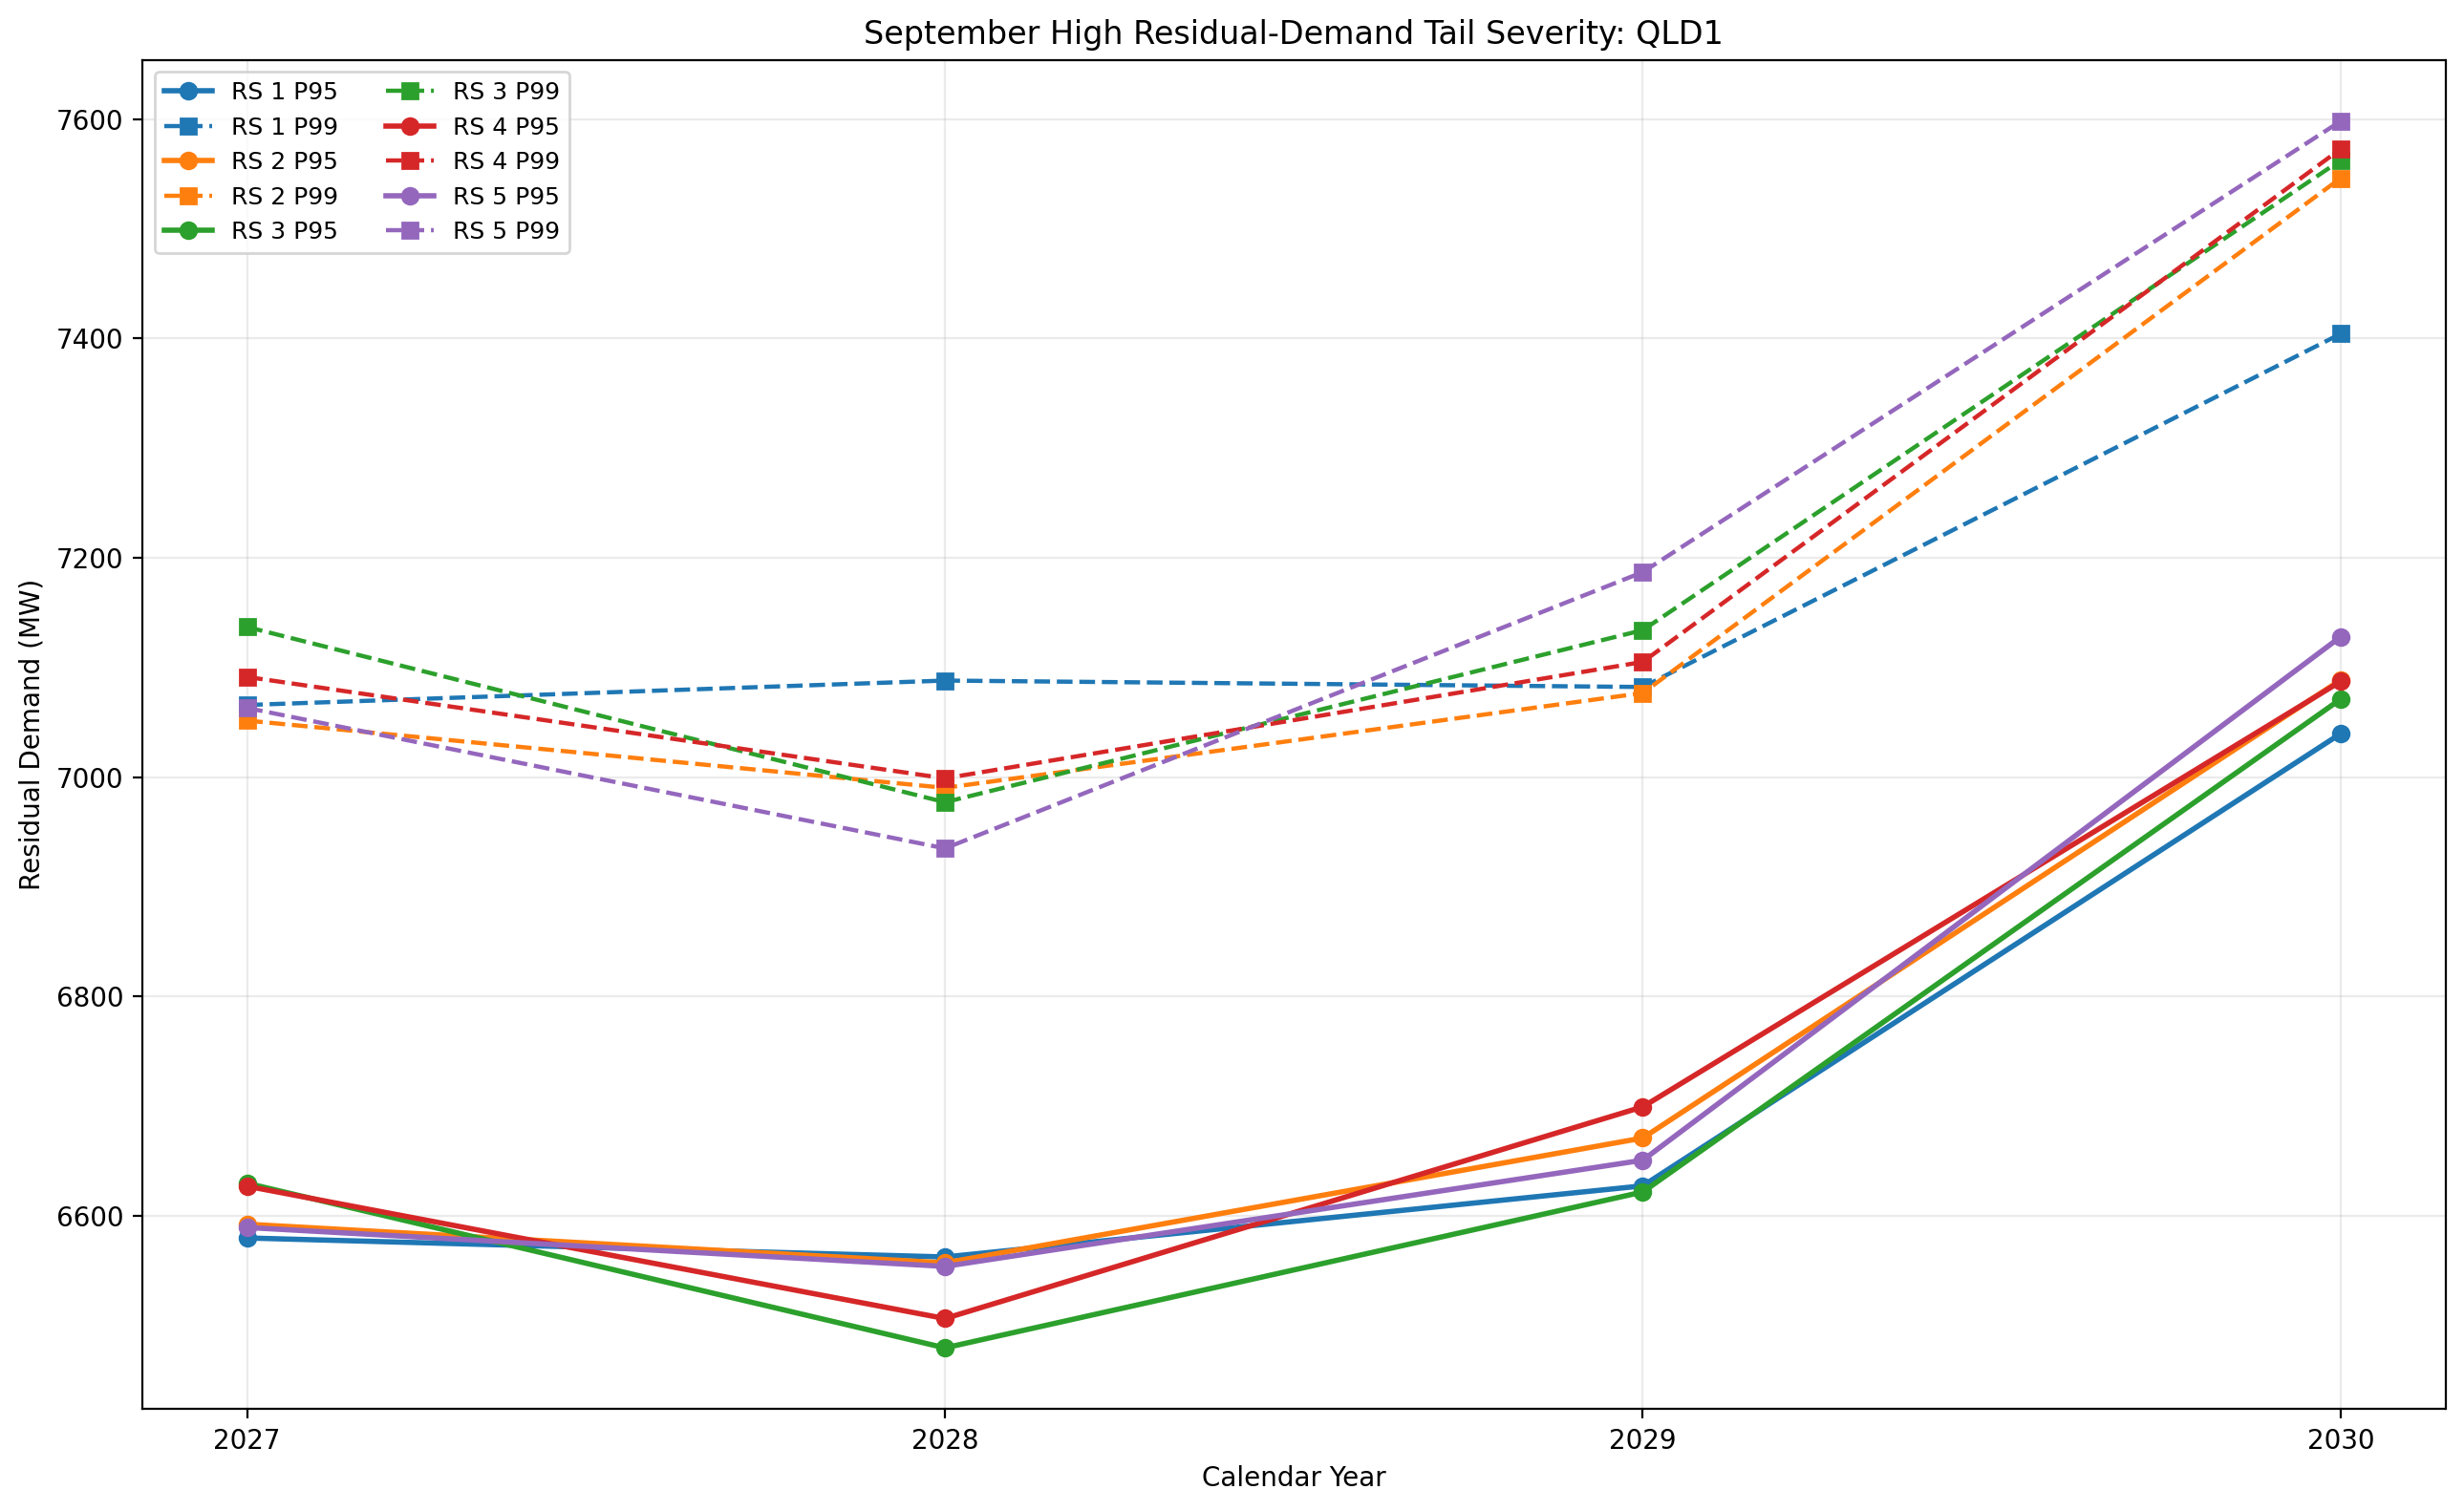 September High Residual-Demand Tail Severity: QLD1
RS 1 P95
RS 1 P99
RS 2 P95
RS 2 P99
RS 3 P95
RS 3 P99
RS 4 P95
RS 4 P99
RS 5 P95
RS 5 P99
7600
7400
7200
7000
6800
6600
Residual Demand (MW)
2027 2028 2029 2030
Calendar Year